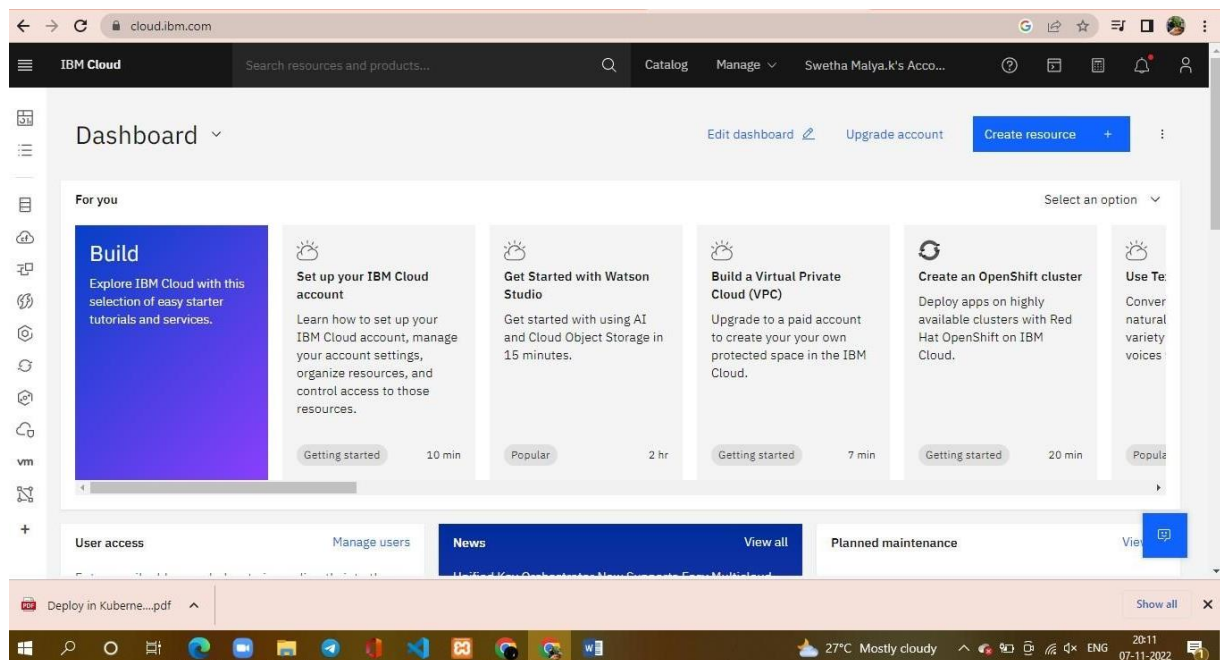 cloud.ibm.com
IBM Cloud
Search resources and products...
Catalog
Manage
Swetha Malya.k's Acco...
Dashboard
Edit dashboard
Upgrade account
Create resource +
For you
Select an option
Build
Explore IBM Cloud with this
selection of easy starter
tutorials and services.
Set up your IBM Cloud
account
Learn how to set up your
IBM Cloud account, manage
your account settings,
organize resources, and
control access to those
resources.
Getting started
10 min
Get Started with Watson
Studio
Get started with using AI
and Cloud Object Storage in
15 minutes.
Popular
2 hr
Build a Virtual Private
Cloud (VPC)
Upgrade to a paid account
to create your your own
protected space in the IBM
Cloud.
Getting started
7 min
Create an OpenShift cluster
Deploy apps on highly
available clusters with Red
Hat OpenShift on IBM
Cloud.
Getting started
20 min
Use Te
Conver
natural
variety
voices
Popula
vm
User access
Manage users
News
View all
Planned maintenance
Vie
Deploy in Kuberne....pdf
Show all
27°C Mostly cloudy
ENG
20:11
07-11-2022